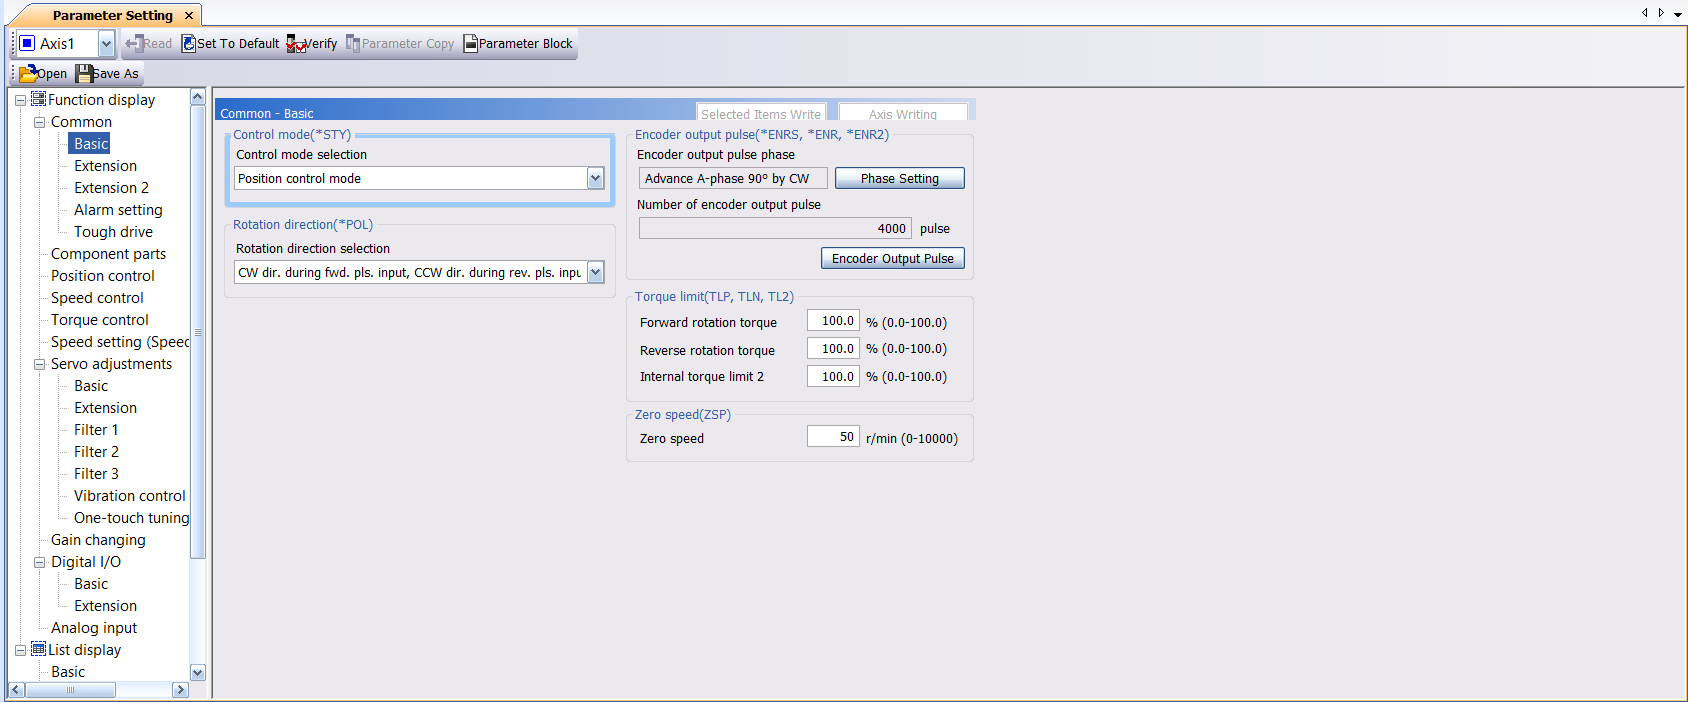 Parameter Setting
Axis1 Read Set To Default Verify Parameter Copy Parameter Block
Open Save As
Function display
Common
Basic
Extension
Extension 2
Alarm setting
Tough drive
Component parts
Position control
Speed control
Torque control
Speed setting (Speed
Servo adjustments
Basic
Extension
Filter 1
Filter 2
Filter 3
Vibration control
One-touch tuning
Gain changing
Digital I/O
Basic
Extension
Analog input
List display
Basic
Common - Basic Selected Items Write Axis Writing
Control mode(*STY)
Control mode selection
Position control mode
Rotation direction(*POL)
Rotation direction selection
CW dir. during fwd. pls. input, CCW dir. during rev. pls. inpu
Encoder output pulse(*ENRS, *ENR, *ENR2)
Encoder output pulse phase
Advance A-phase 90° by CW Phase Setting
Number of encoder output pulse
4000 pulse
Encoder Output Pulse
Torque limit(TLP, TLN, TL2)
Forward rotation torque 100.0 % (0.0-100.0)
Reverse rotation torque 100.0 % (0.0-100.0)
Internal torque limit 2 100.0 % (0.0-100.0)
Zero speed(ZSP)
Zero speed 50 r/min (0-10000)